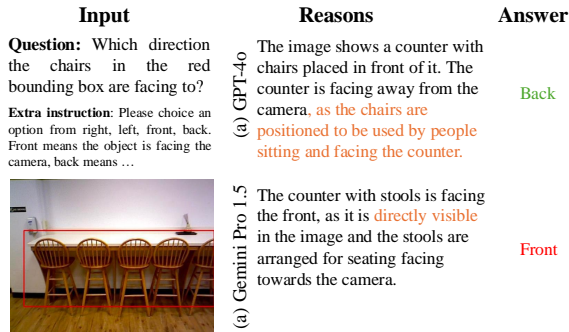 Input
Reasons
Answer
Question: Which direction
the chairs in the red
bounding box are facing to?
Extra instruction: Please choice an
option from right, left, front, back.
Front means the object is facing the
camera, back means …
(a) GPT-4o
The image shows a counter with
chairs placed in front of it. The
counter is facing away from the
camera, as the chairs are
positioned to be used by people
sitting and facing the counter.
Back
(a) Gemini Pro 1.5
The counter with stools is facing
the front, as it is directly visible
in the image and the stools are
arranged for seating facing
towards the camera.
Front